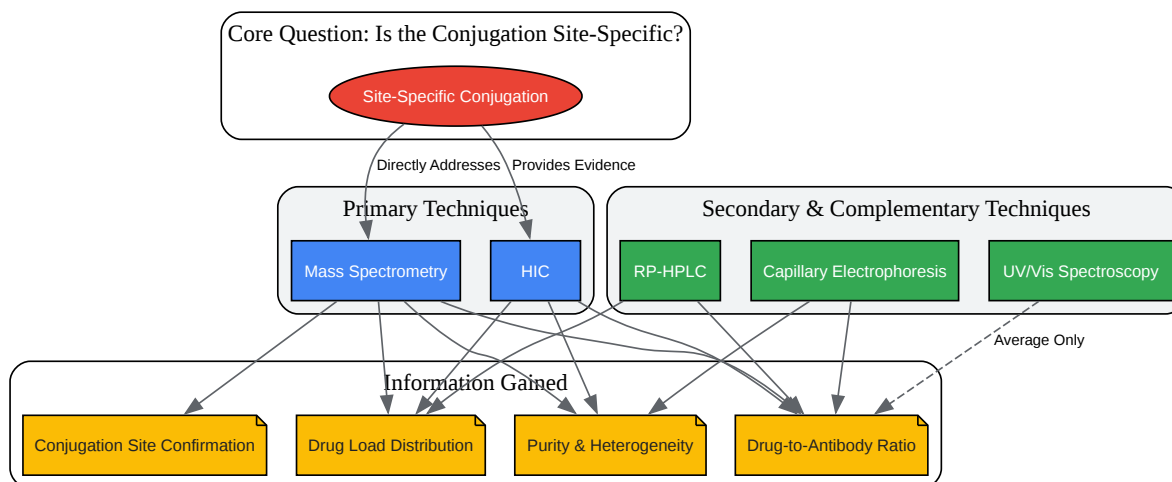 Core Question: Is the Conjugation Site-Specific?
Site-Specific Conjugation
Directly Addresses
Provides Evidence
Primary Techniques
Secondary & Complementary Techniques
Mass Spectrometry
HIC
RP-HPLC
Capillary Electrophoresis
UV/Vis Spectroscopy
Average Only
Information Gained
Conjugation Site Confirmation
Drug Load Distribution
Purity & Heterogeneity
Drug-to-Antibody Ratio